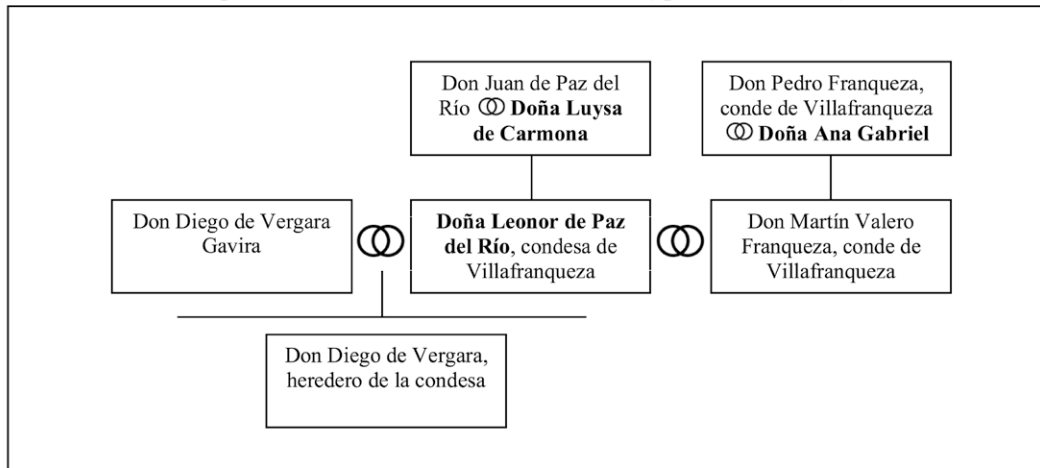 Don Juan de Paz del
Río ⚭ Doña Luysa
de Carmona
Don Pedro Franqueza,
conde de Villafranqueza
⚭ Doña Ana Gabriel
Don Diego de Vergara
Gavira
Doña Leonor de Paz
del Río, condesa de
Villafranqueza
Don Martín Valero
Franqueza, conde de
Villafranqueza
Don Diego de Vergara,
heredero de la condesa